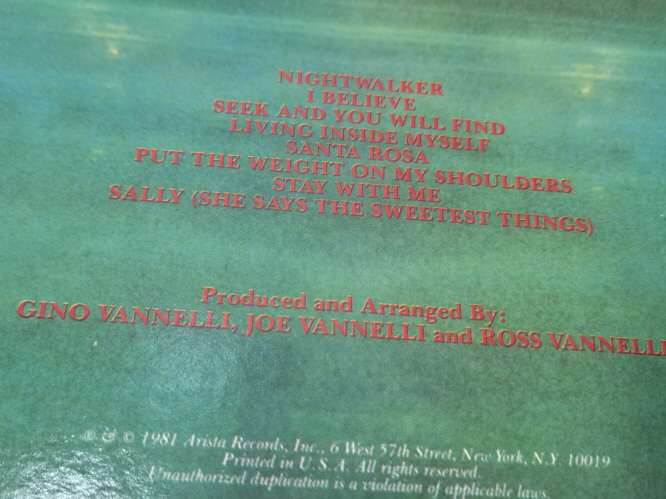 NIGHTWALKER
I BELIEVE
SEEK AND YOU WILL FIND
LIVING INSIDE MYSELF
SANTA ROSA
PUT THE WEIGHT ON MY SHOULDERS
STAY WITH ME
SALLY (SHE SAYS THE SWEETEST THINGS)
Produced and Arranged By:
GINO VANNELLI, JOE VANNELLI and ROSS VANNELLI
℗ & © 1981 Arista Records, Inc., 6 West 57th Street, New York, N.Y. 10019
Printed in U.S.A. All rights reserved.
Unauthorized duplication is a violation of applicable laws.